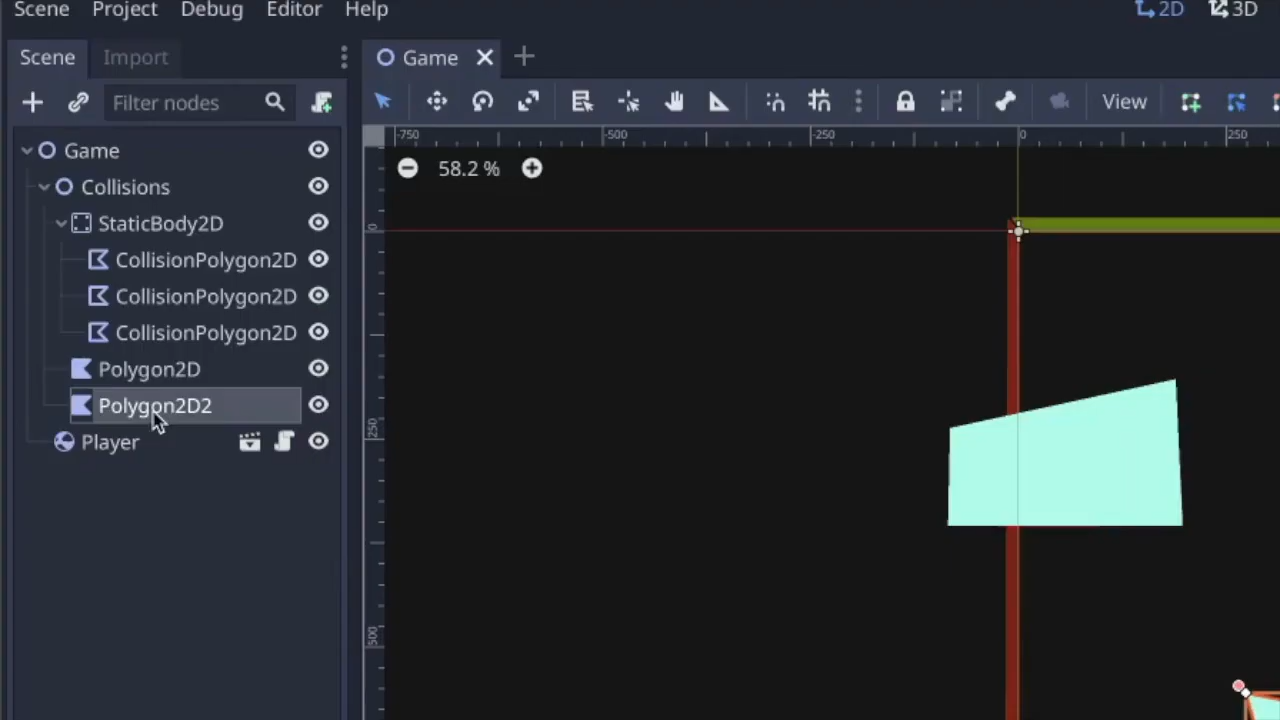 Scene Project Debug Editor Help
2D 3D
Scene Import
Game
Filter nodes
View
-750 -500 -250 0 250
58.2 %
Game
Collisions
StaticBody2D
CollisionPolygon2D
CollisionPolygon2D
CollisionPolygon2D
Polygon2D
Polygon2D2
Player
0
250
500